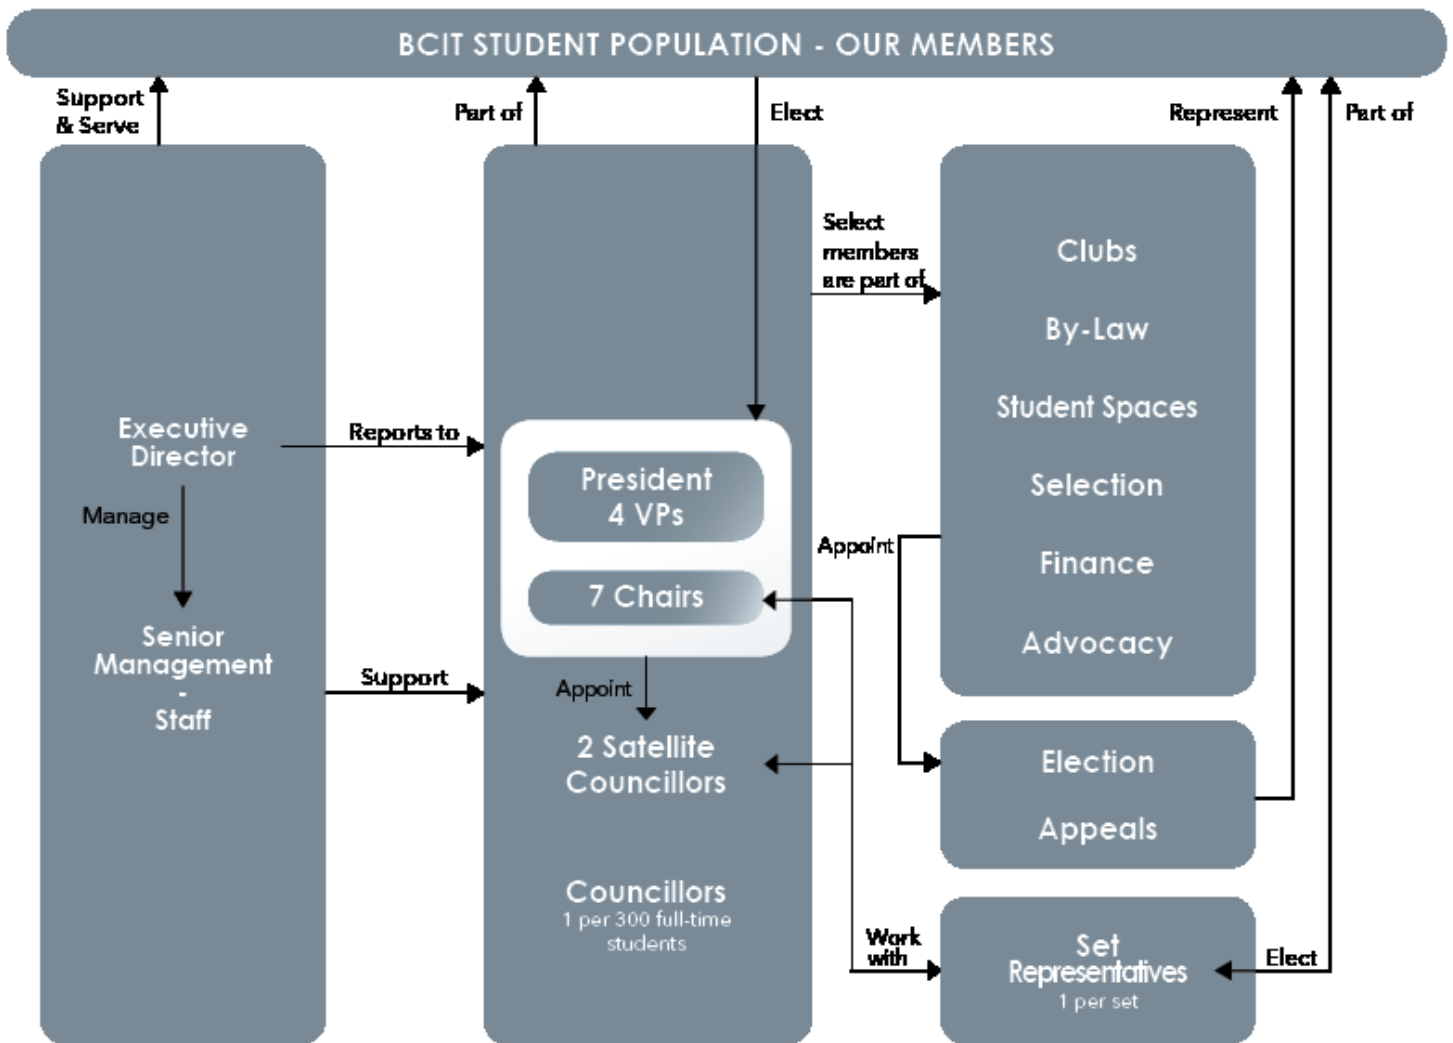 BCIT STUDENT POPULATION - OUR MEMBERS
Support
& Serve
Part of
Elect
Represent
Part of
Executive
Director
Manage
Senior
Management
-
Staff
Reports to
Support
President
4 VPs
7 Chairs
Appoint
2 Satellite
Councillors
Councillors
1 per 300 full-time
students
Select
members
are part of
Clubs
By-Law
Student Spaces
Selection
Finance
Advocacy
Appoint
Election
Appeals
Work
with
Set
Representatives
1 per set
Elect